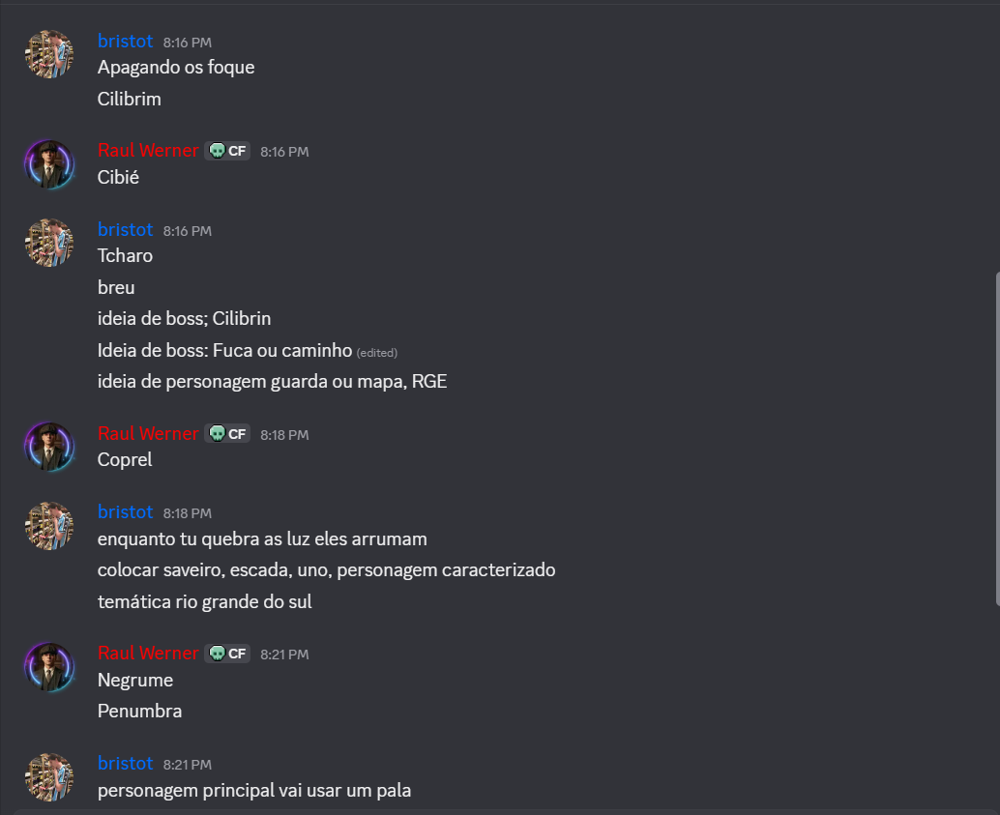 bristot 8:16 PM
Apagando os foque
Cilibrim
Raul Werner CF 8:16 PM
Cibié
bristot 8:16 PM
Tcharo
breu
ideia de boss; Cilibrin
Ideia de boss: Fuca ou caminho (edited)
ideia de personagem guarda ou mapa, RGE
Raul Werner CF 8:18 PM
Coprel
bristot 8:18 PM
enquanto tu quebra as luz eles arrumam
colocar saveiro, escada, uno, personagem caracterizado
temática rio grande do sul
Raul Werner CF 8:21 PM
Negrume
Penumbra
bristot 8:21 PM
personagem principal vai usar um pala